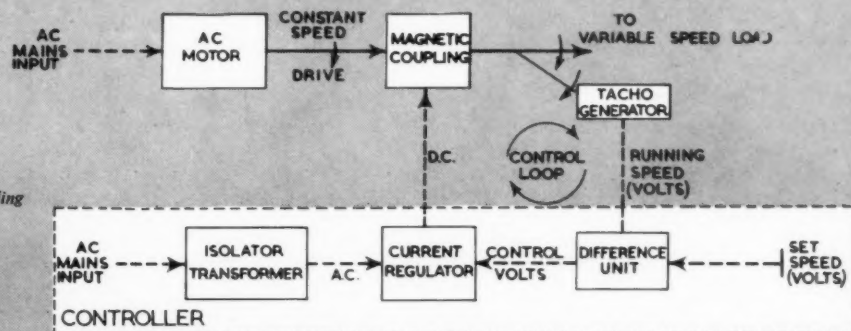 AC
MAINS
INPUT
AC
MOTOR
CONSTANT
SPEED
DRIVE
MAGNETIC
COUPLING
TO
VARIABLE SPEED LOAD
TACHO
GENERATOR
D.C.
CONTROL
LOOP
RUNNING
SPEED
(VOLTS)
ling
AC
MAINS
INPUT
ISOLATOR
TRANSFORMER
A.C.
CURRENT
REGULATOR
CONTROL
VOLTS
DIFFERENCE
UNIT
SET
SPEED
(VOLTS)
CONTROLLER